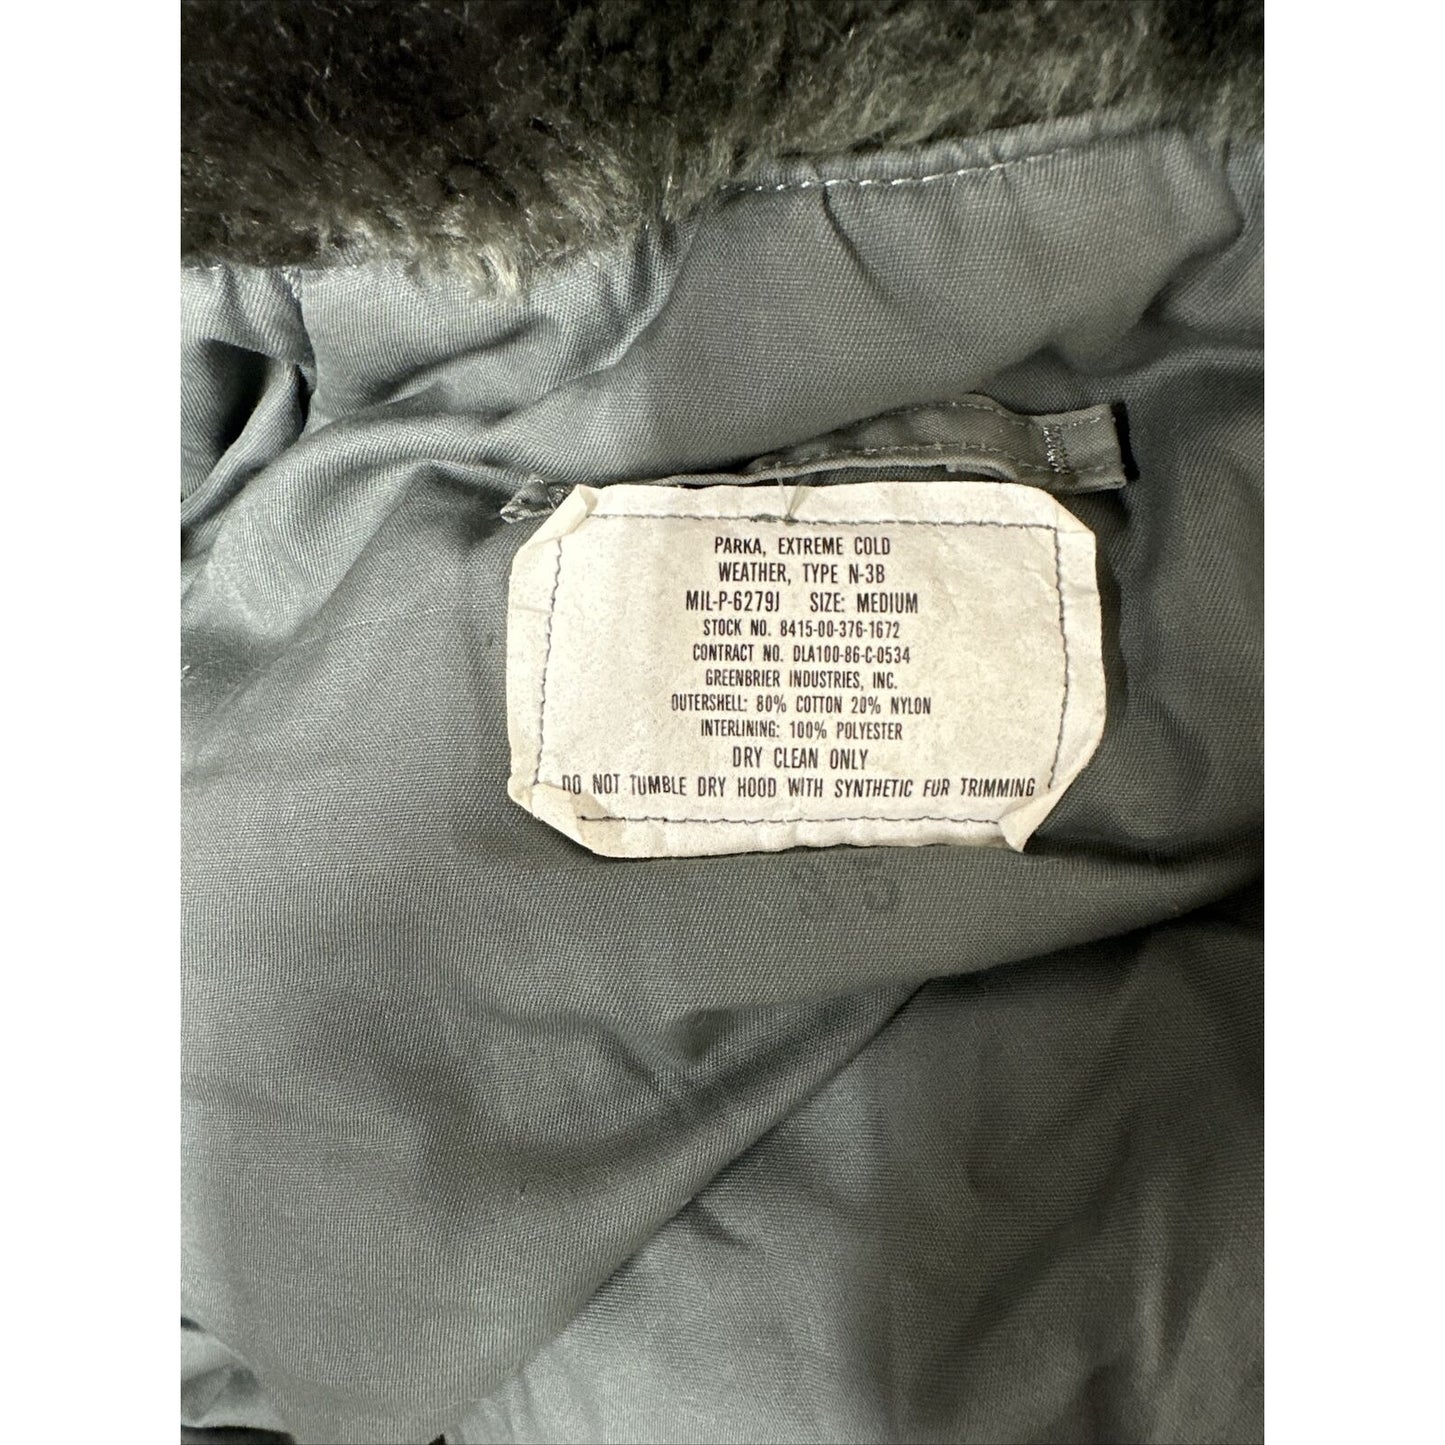 PARKA, EXTREME COLD
WEATHER, TYPE N-3B
MIL-P-6279J SIZE: MEDIUM
STOCK NO. 8415-00-376-1672
CONTRACT NO. DLA100-86-C-0534
GREENBRIER INDUSTRIES, INC.
OUTERSHELL: 80% COTTON 20% NYLON
INTERLINING: 100% POLYESTER
DRY CLEAN ONLY
DO NOT TUMBLE DRY HOOD WITH SYNTHETIC FUR TRIMMING